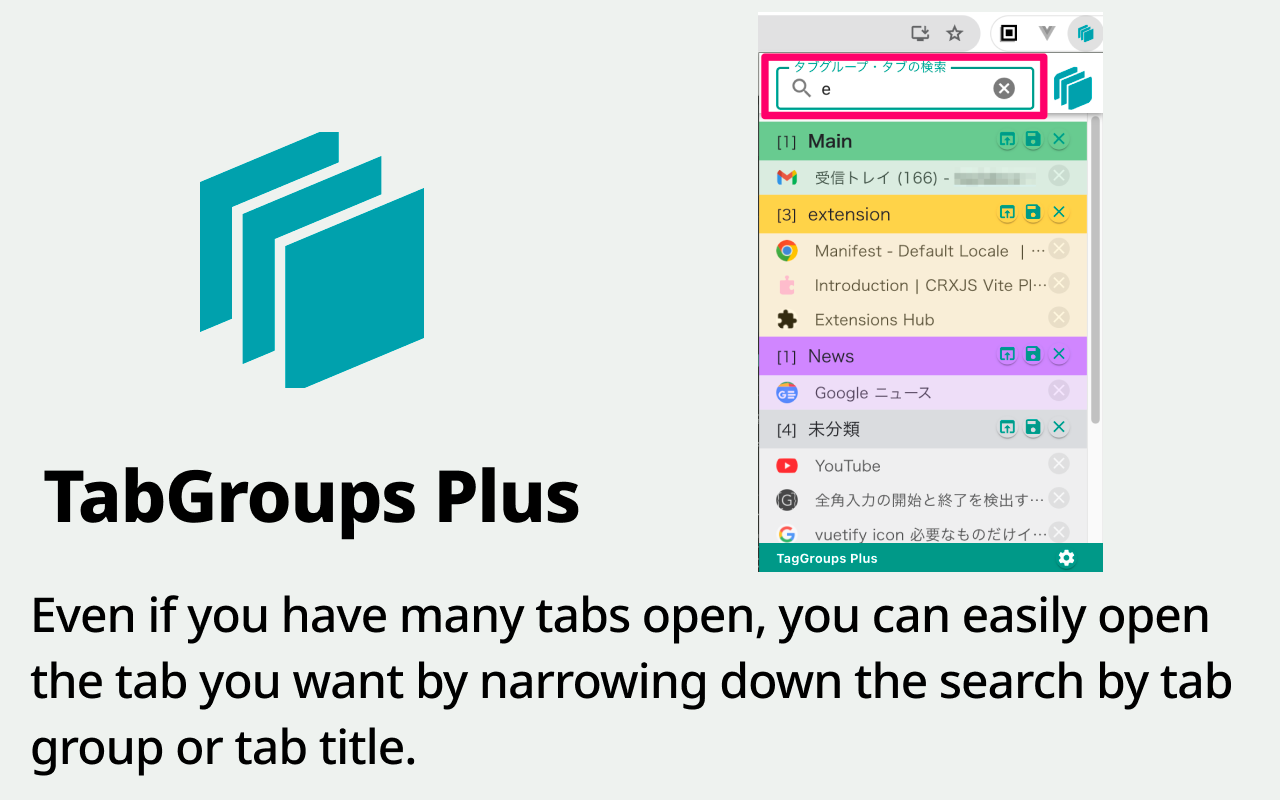 タブグループ・タブの検索
e
[1] Main
受信トレイ (166) -
[3] extension
Manifest - Default Locale | ⋯
Introduction | CRXJS Vite Pl⋯
Extensions Hub
[1] News
Google ニュース
[4] 未分類
YouTube
全角入力の開始と終了を検出す⋯
vuetify icon 必要なものだけイ⋯
TagGroups Plus
TabGroups Plus
Even if you have many tabs open, you can easily open
the tab you want by narrowing down the search by tab
group or tab title.